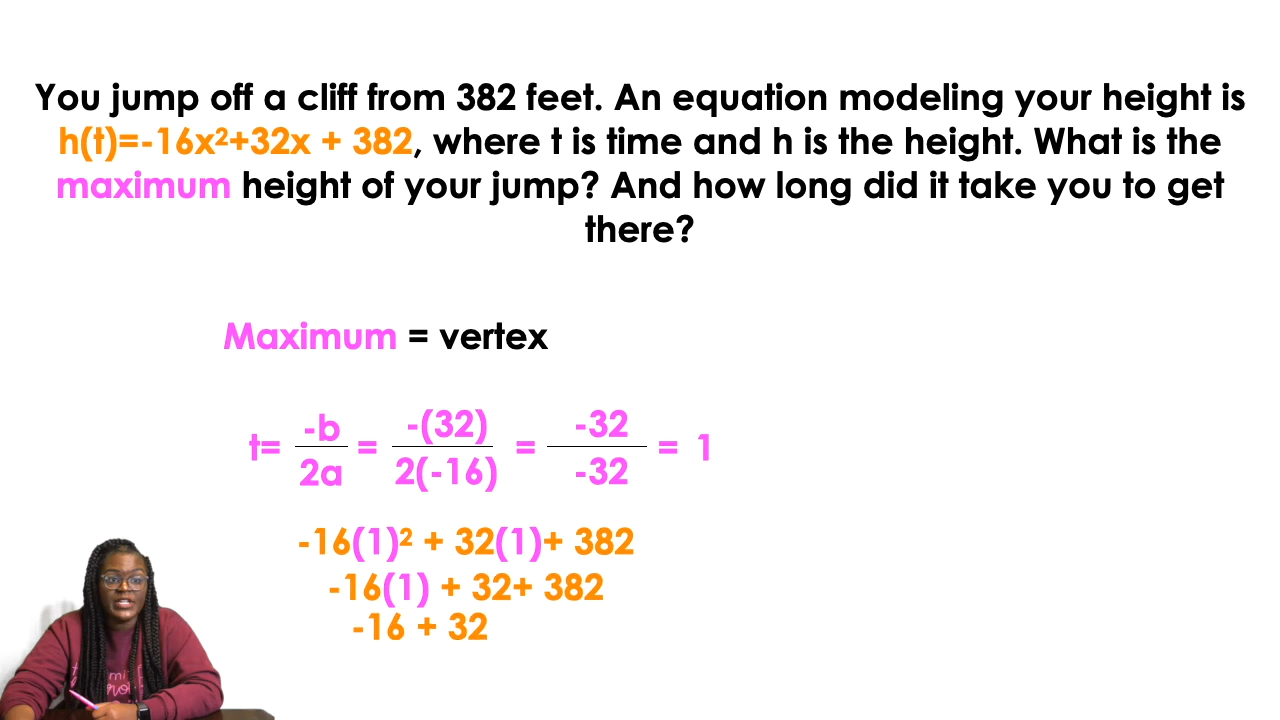 You jump off a cliff from 382 feet. An equation modeling your height is
h(t)=-16x²+32x + 382, where t is time and h is the height. What is the
maximum height of your jump? And how long did it take you to get
there?
Maximum = vertex
t= -b/2a = -(32)/2(-16) = -32/-32 = 1
-16(1)² + 32(1)+ 382
-16(1) + 32+ 382
-16 + 32